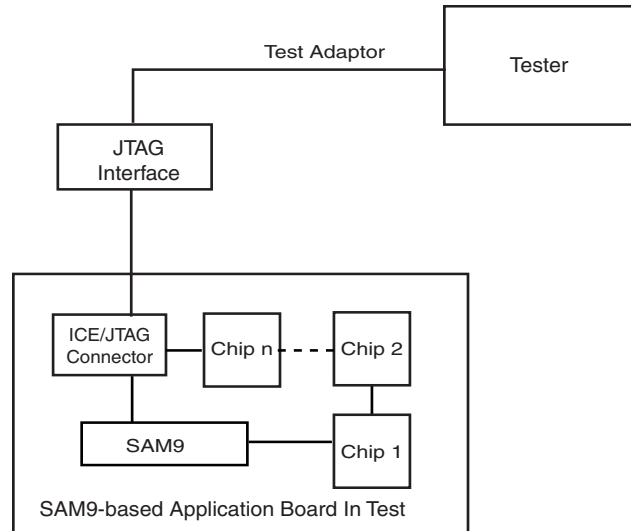 Test Adaptor
Tester
JTAG
Interface
ICE/JTAG
Connector
Chip n
Chip 2
SAM9
Chip 1
SAM9-based Application Board In Test